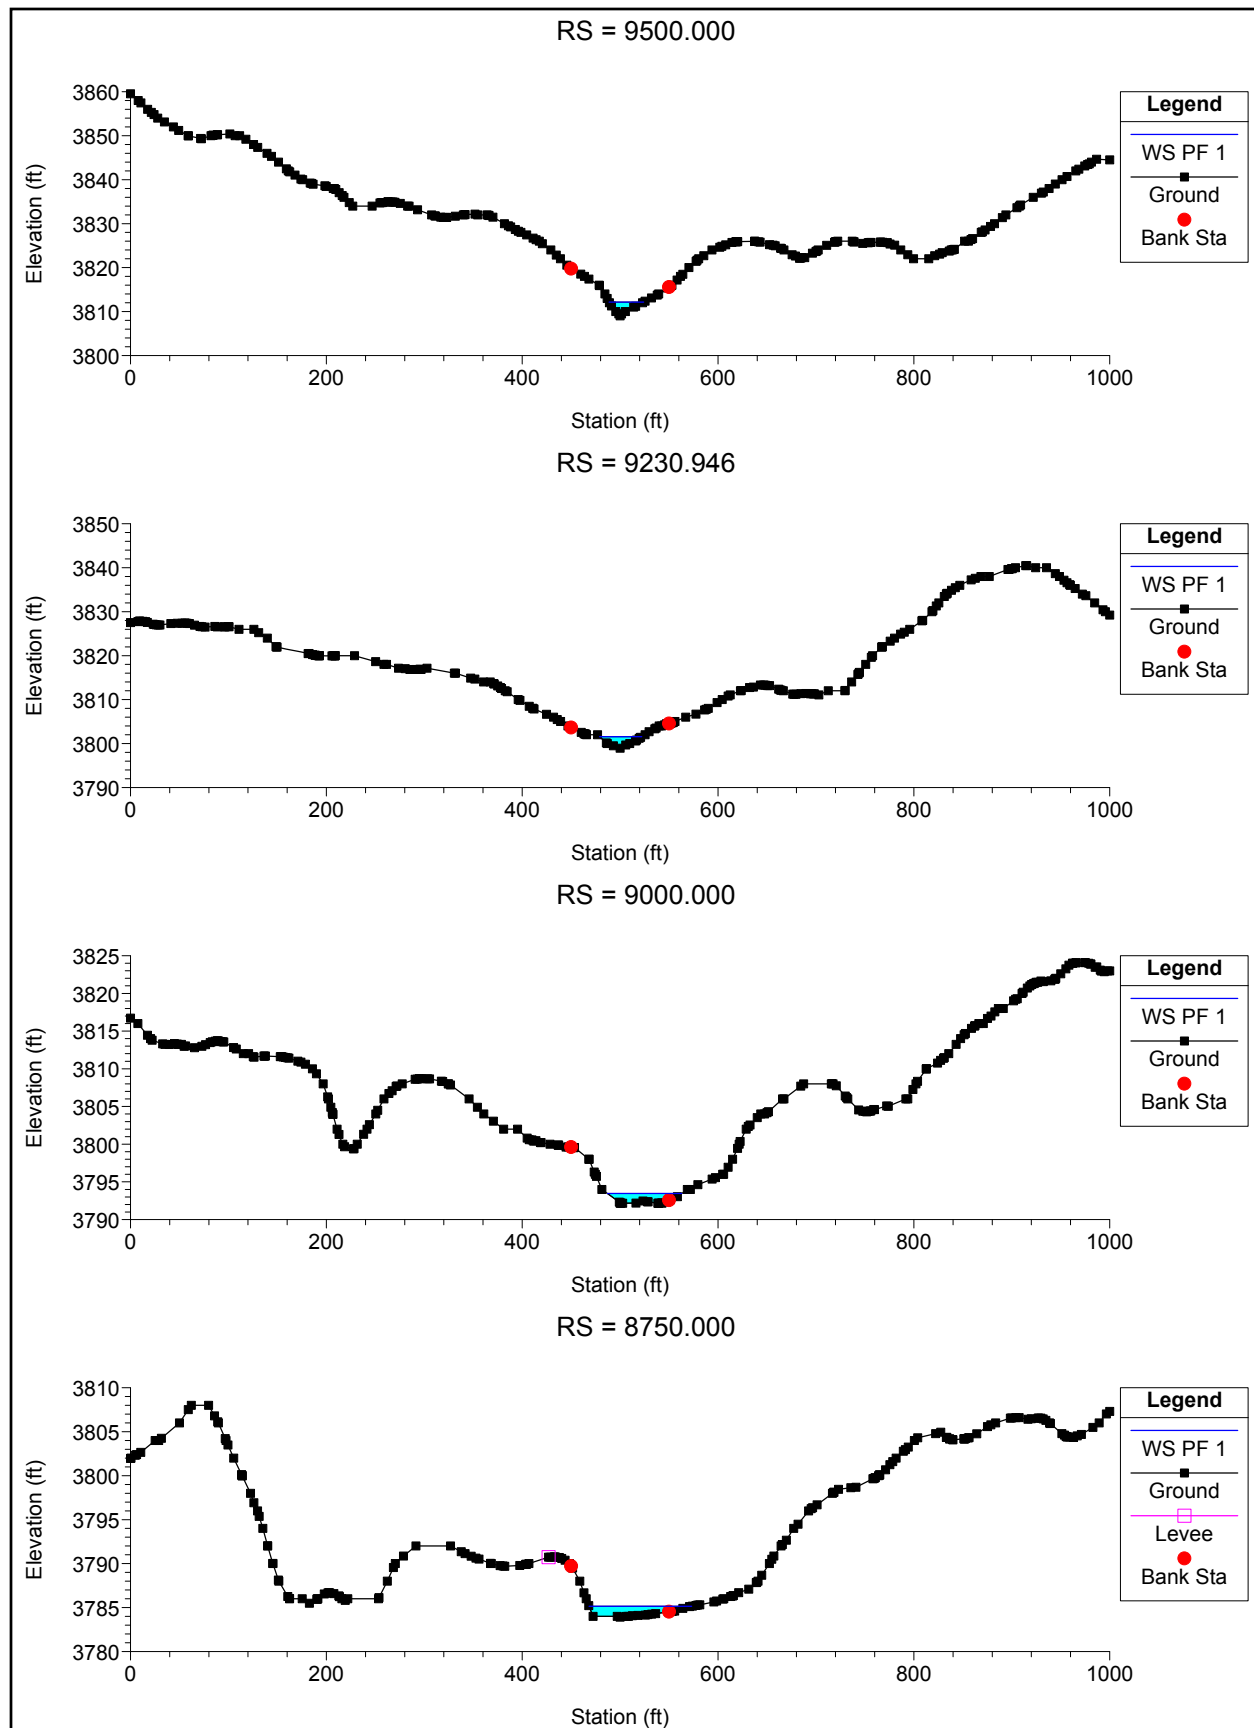 RS = 9500.000
3860
3850
3840
3830
3820
3810
3800
Elevation (ft)
0 200 400 600 800 1000
Station (ft)
Legend
WS PF 1
Ground
Bank Sta
RS = 9230.946
3850
3840
3830
3820
3810
3800
3790
Elevation (ft)
0 200 400 600 800 1000
Station (ft)
Legend
WS PF 1
Ground
Bank Sta
RS = 9000.000
3825
3820
3815
3810
3805
3800
3795
3790
Elevation (ft)
0 200 400 600 800 1000
Station (ft)
Legend
WS PF 1
Ground
Bank Sta
RS = 8750.000
3810
3805
3800
3795
3790
3785
3780
Elevation (ft)
0 200 400 600 800 1000
Station (ft)
Legend
WS PF 1
Ground
Levee
Bank Sta